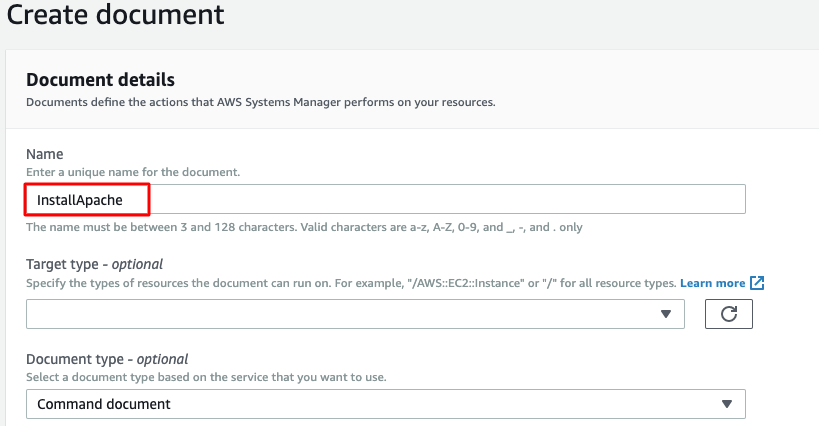 Create document
Document details
Documents define the actions that AWS Systems Manager performs on your resources.
Name
Enter a unique name for the document.
InstallApache
The name must be between 3 and 128 characters. Valid characters are a-z, A-Z, 0-9, and _, -, and . only
Target type - optional
Specify the types of resources the document can run on. For example, "/AWS::EC2::Instance" or "/" for all resource types. Learn more
Document type - optional
Select a document type based on the service that you want to use.
Command document